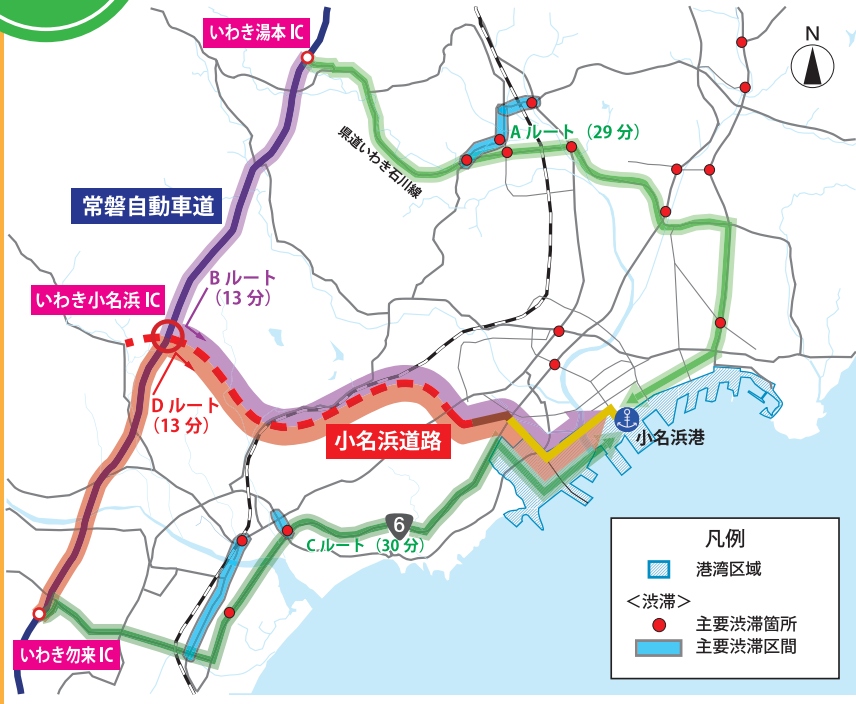 いわき湯本 IC
N
A ルート（29 分）
県道いわき石川線
常磐自動車道
B ルート
（13 分）
いわき小名浜 IC
D ルート
（13 分）
小名浜道路
小名浜港
6
C.ルート（30 分）
いわき勿来 IC
凡例
港湾区域
＜渋滞＞
主要渋滞箇所
主要渋滞区間